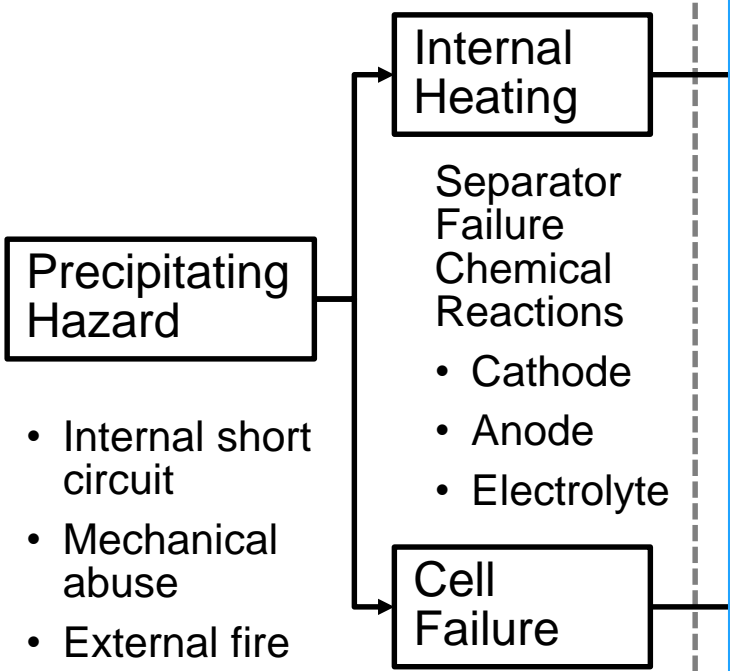 Internal
Heating
Separator
Failure
Chemical
Reactions
• Cathode
• Anode
• Electrolyte
Precipitating
Hazard
• Internal short
circuit
• Mechanical
abuse
• External fire
Cell
Failure